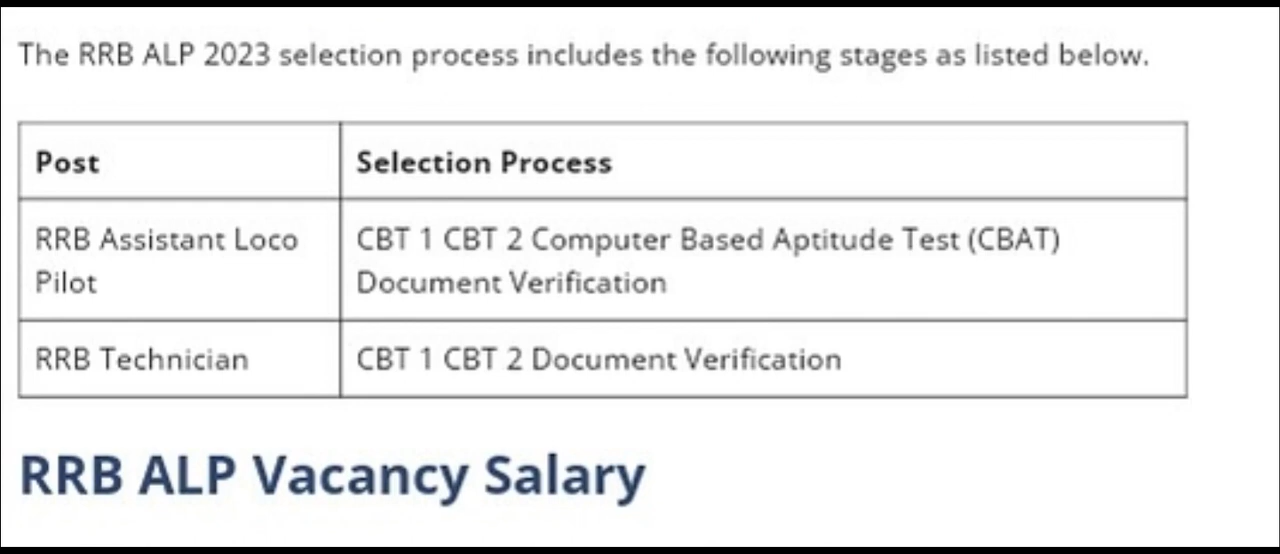 The RRB ALP 2023 selection process includes the following stages as listed below.
Post Selection Process
RRB Assistant Loco Pilot
CBT 1 CBT 2 Computer Based Aptitude Test (CBAT)
Document Verification
RRB Technician CBT 1 CBT 2 Document Verification
RRB ALP Vacancy Salary